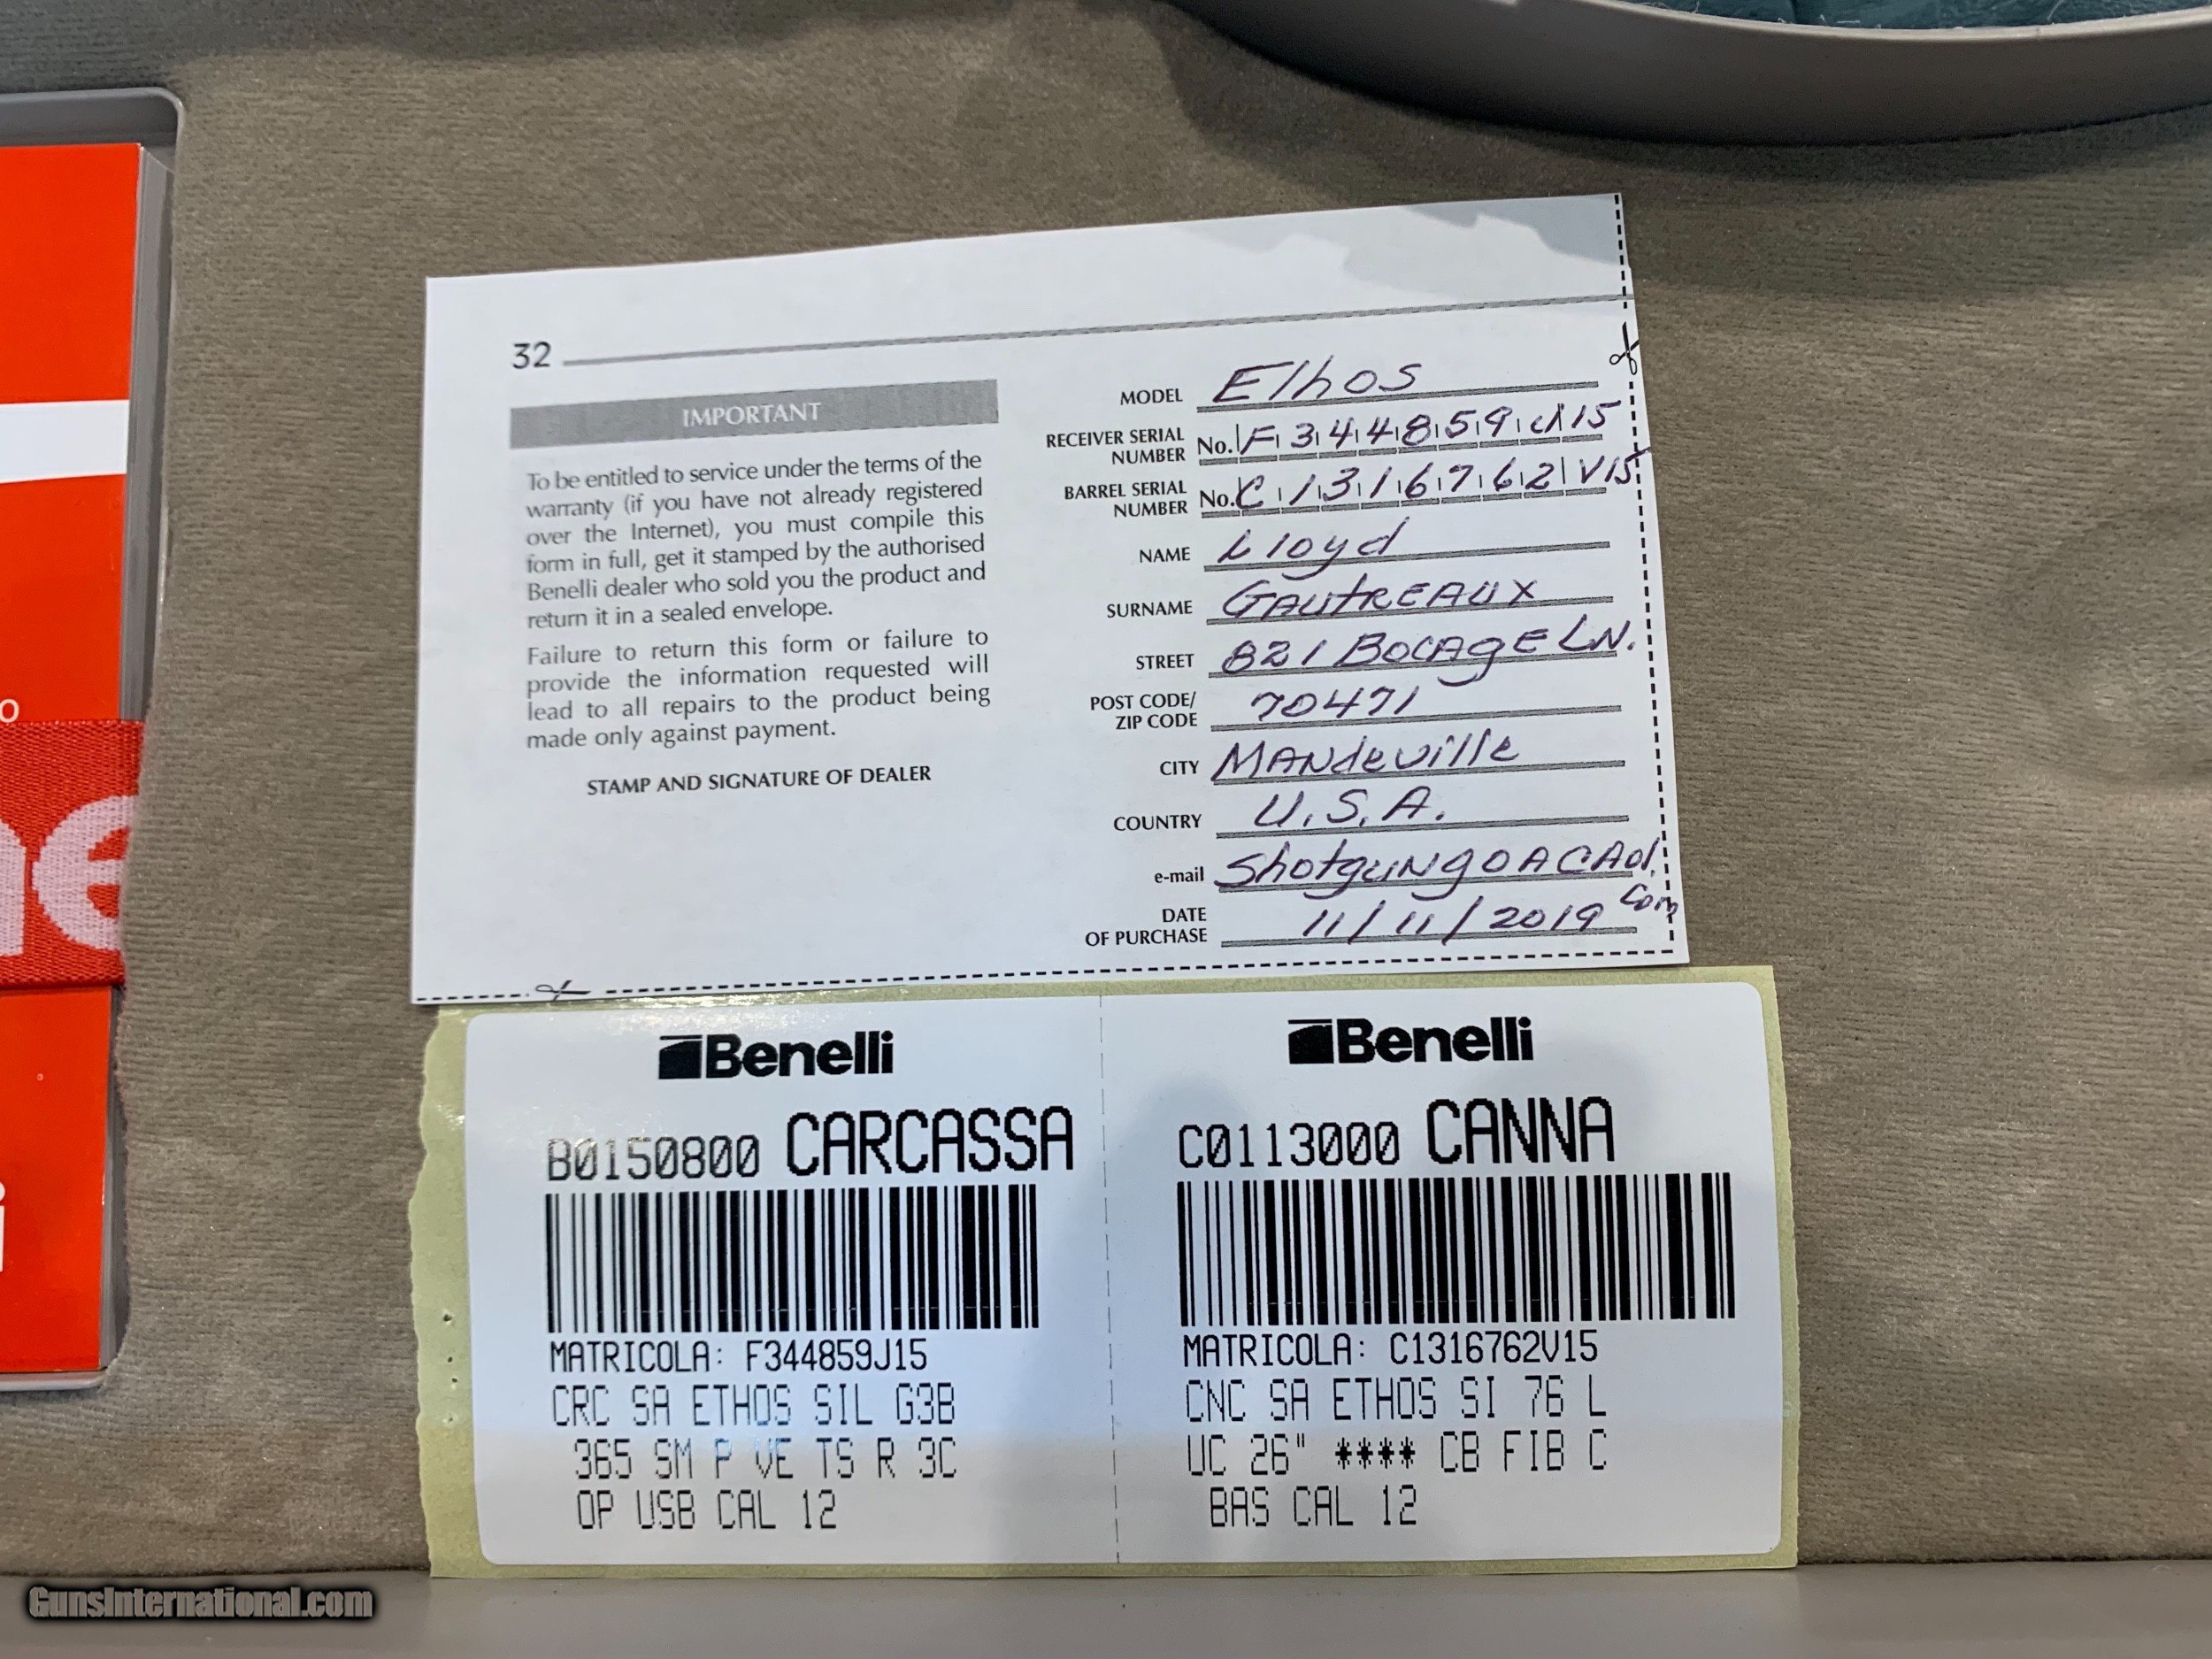 32
IMPORTANT
To be entitled to service under the terms of the
warranty (if you have not already registered
over the Internet), you must compile this
form in full, get it stamped by the authorised
Benelli dealer who sold you the product and
return it in a sealed envelope.
Failure to return this form or failure to
provide the information requested will
lead to all repairs to the product being
made only against payment.
STAMP AND SIGNATURE OF DEALER
MODEL Ethos
RECEIVER SERIAL
NUMBER No. F344859J15
BARREL SERIAL
NUMBER No. C1316762V15
NAME Lloyd
SURNAME GAUtREAUX
STREET 821 BOCAgE LN.
POST CODE/
ZIP CODE 70471
CITY MANdeville
COUNTRY U.S.A.
e-mail ShotguNgOACAol.
Com
DATE
OF PURCHASE 11/11/2019
Benelli
B0150800 CARCASSA
MATRICOLA: F344859J15
CRC SA ETHOS SIL G3B
365 SM P VE TS R 3C
OP USB CAL 12
Benelli
C0113000 CANNA
MATRICOLA: C1316762V15
CNC SA ETHOS SI 76 L
UC 26" **** CB FIB C
BAS CAL 12
GunsInternational.com